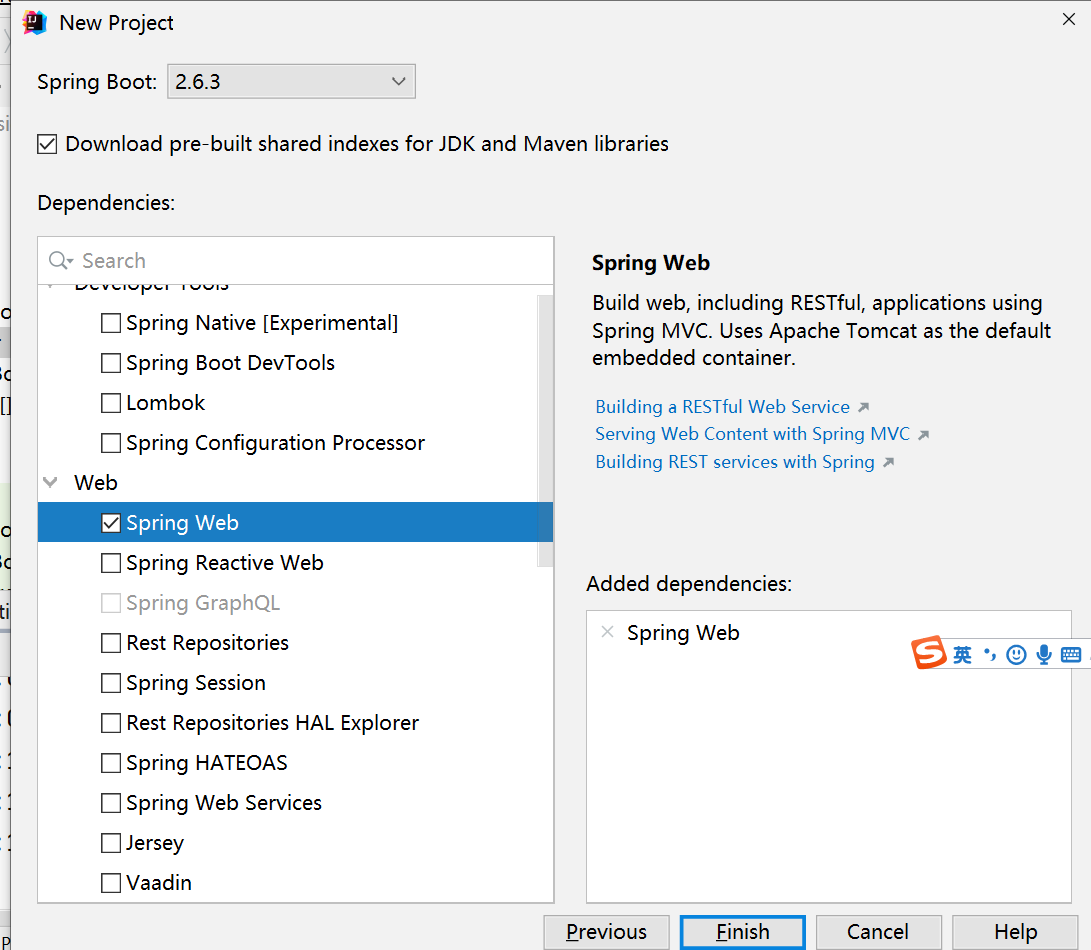 New Project
Spring Boot: 2.6.3
Download pre-built shared indexes for JDK and Maven libraries
Dependencies:
Search
Developer Tools
Spring Native [Experimental]
Spring Boot DevTools
Lombok
Spring Configuration Processor
Web
Spring Web
Spring Reactive Web
Spring GraphQL
Rest Repositories
Spring Session
Rest Repositories HAL Explorer
Spring HATEOAS
Spring Web Services
Jersey
Vaadin
Spring Web
Build web, including RESTful, applications using
Spring MVC. Uses Apache Tomcat as the default
embedded container.
Building a RESTful Web Service
Serving Web Content with Spring MVC
Building REST services with Spring
Added dependencies:
Spring Web
英
Previous
Finish
Cancel
Help